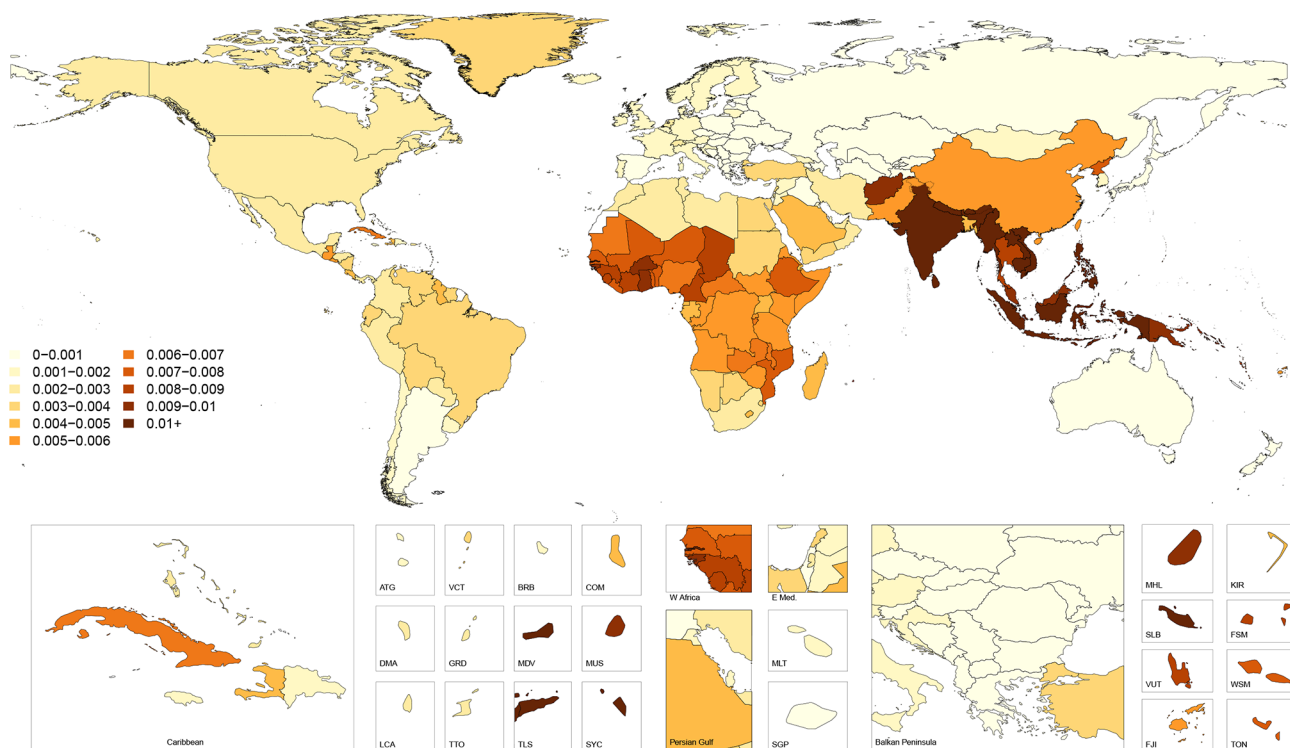 0−0.001
0.001−0.002
0.002−0.003
0.003−0.004
0.004−0.005
0.005−0.006
0.006−0.007
0.007−0.008
0.008−0.009
0.009−0.01
0.01+
Caribbean
ATG
VCT
BRB
COM
DMA
GRD
MDV
MUS
LCA
TTO
TLS
SYC
W Africa
E Med.
Persian Gulf
MLT
SGP
Balkan Peninsula
MHL
KIR
SLB
FSM
VUT
WSM
FJI
TON